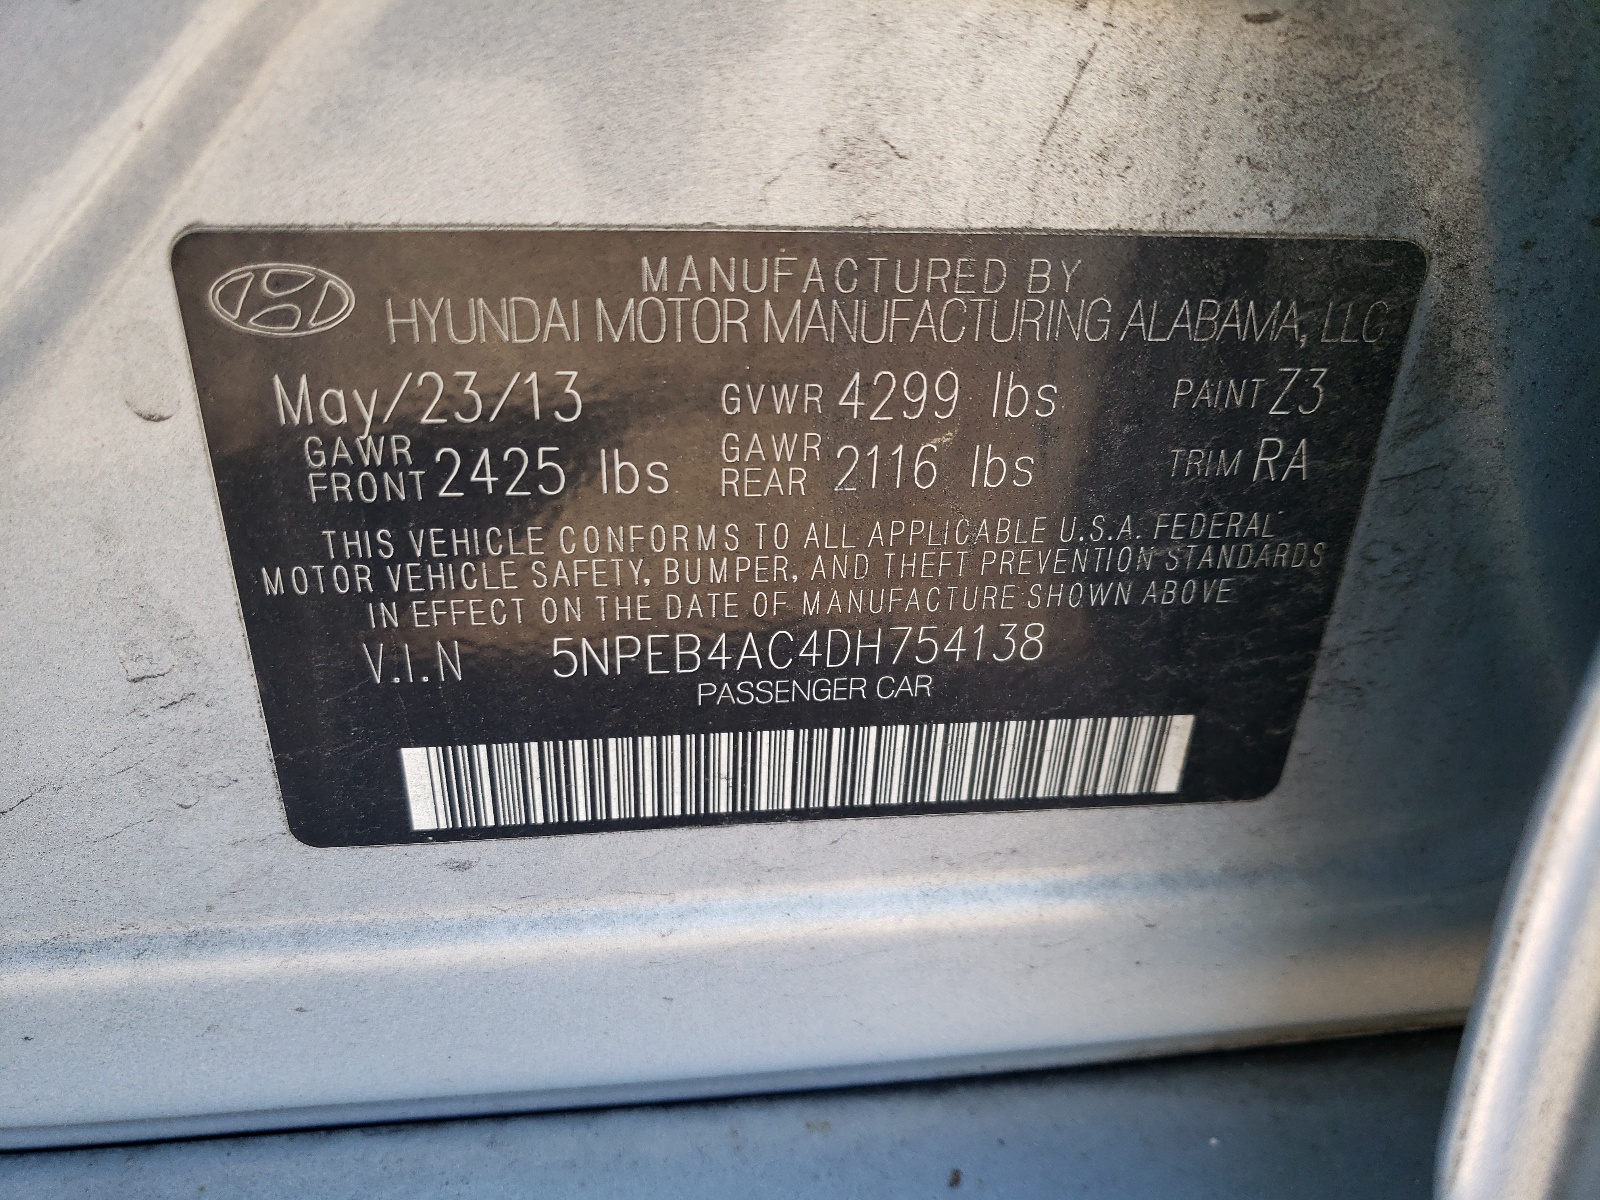 MANUFACTURED BY
HYUNDAI MOTOR MANUFACTURING ALABAMA, LLC
May/23/13 GVWR 4299 lbs PAINT Z3
GAWR FRONT 2425 lbs GAWR REAR 2116 lbs TRIM RA
THIS VEHICLE CONFORMS TO ALL APPLICABLE U.S.A. FEDERAL
MOTOR VEHICLE SAFETY, BUMPER, AND THEFT PREVENTION STANDARDS
IN EFFECT ON THE DATE OF MANUFACTURE SHOWN ABOVE
V.I.N 5NPEB4AC4DH754138
PASSENGER CAR